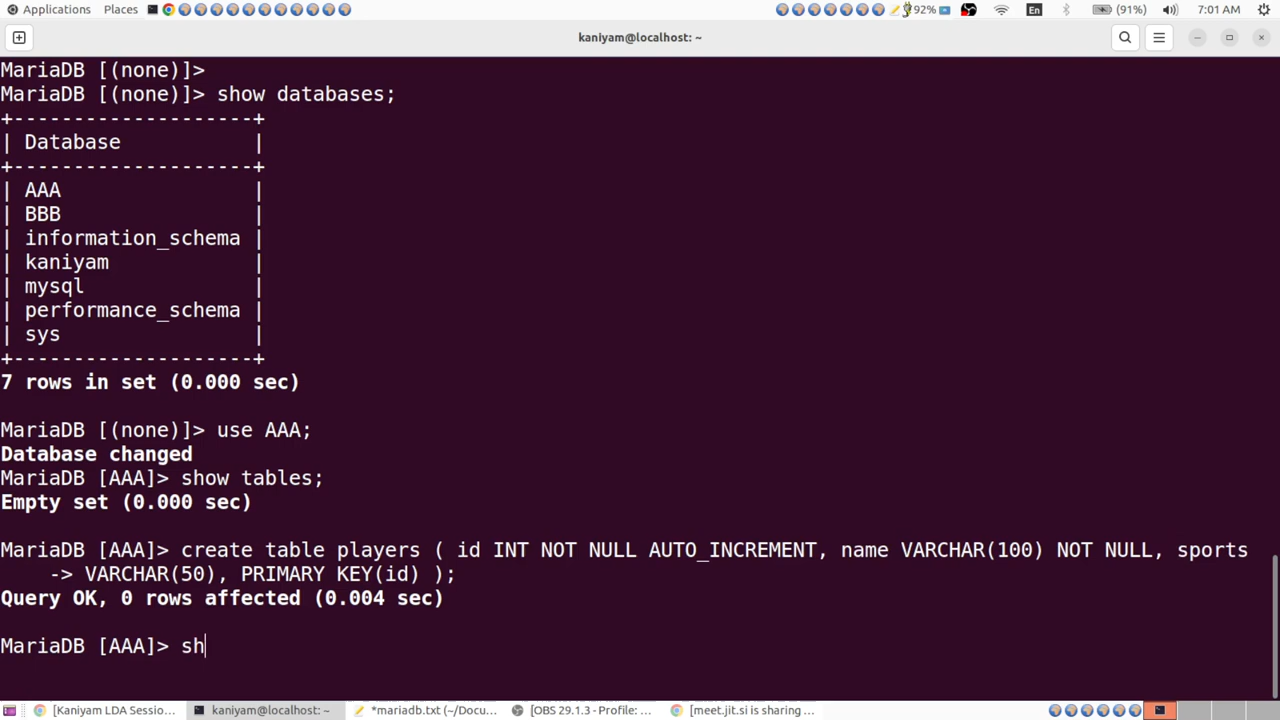 Applications Places 92% En (91%) 7:01 AM
kaniyam@localhost: ~
MariaDB [(none)]>
MariaDB [(none)]> show databases;
+--------------------+
| Database           |
+--------------------+
| AAA                |
| BBB                |
| information_schema |
| kaniyam            |
| mysql              |
| performance_schema |
| sys                |
+--------------------+
7 rows in set (0.000 sec)
MariaDB [(none)]> use AAA;
Database changed
MariaDB [AAA]> show tables;
Empty set (0.000 sec)
MariaDB [AAA]> create table players ( id INT NOT NULL AUTO_INCREMENT, name VARCHAR(100) NOT NULL, sports
    -> VARCHAR(50), PRIMARY KEY(id) );
Query OK, 0 rows affected (0.004 sec)
MariaDB [AAA]> sh
[Kaniyam LDA Sessio... kaniyam@localhost: ~ *mariadb.txt (~/Docu... [OBS 29.1.3 - Profile: ... [meet.jit.si is sharing ...